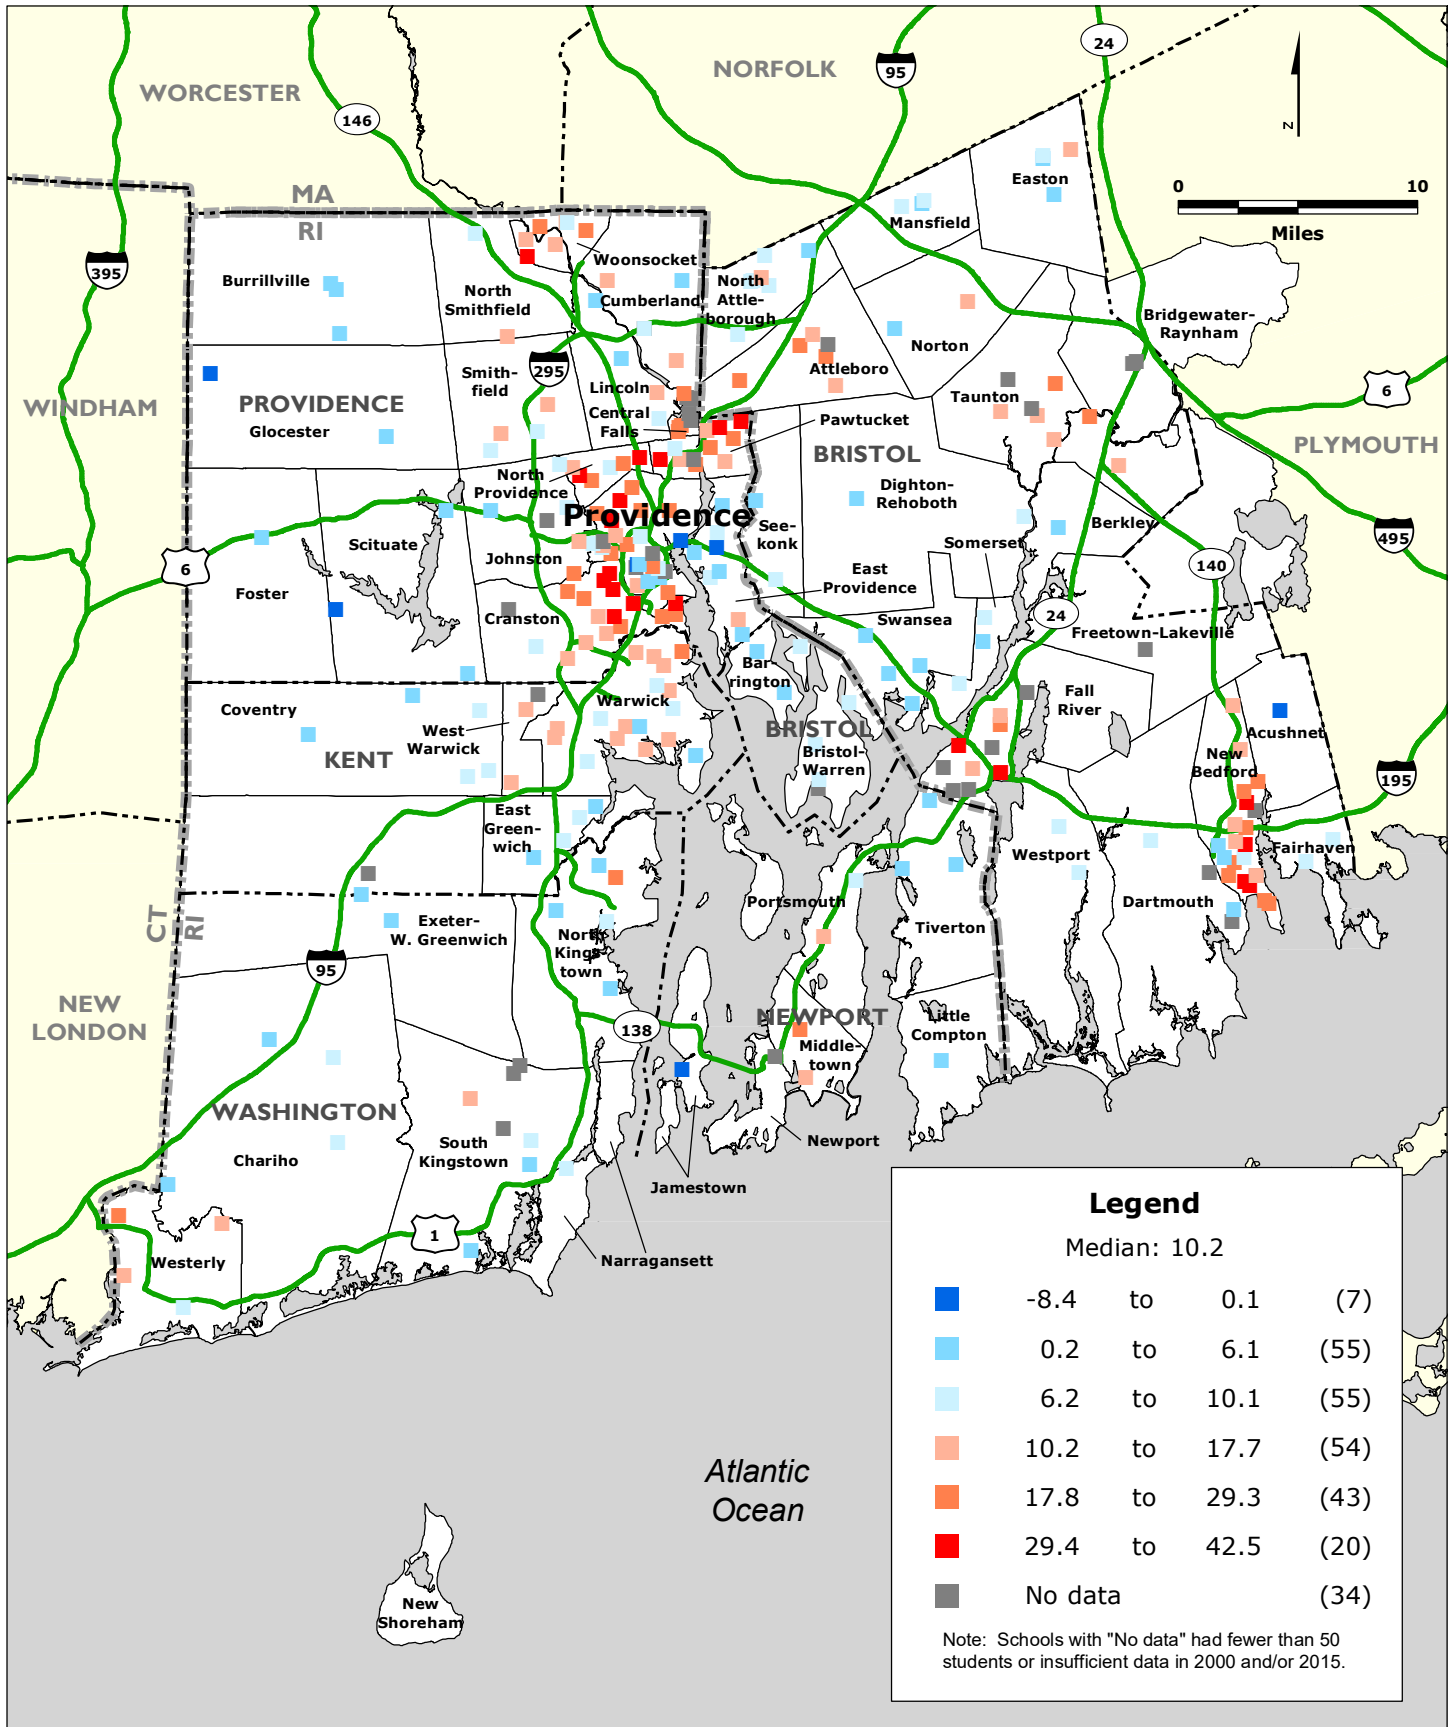 NORFOLK
95
24
WORCESTER
146
N
MA
RI
Easton
0
10
Miles
Mansfield
395
Burrillville
Woonsocket
North
Smithfield
Cumberland
North
Attle-
borough
Bridgewater-
Raynham
Norton
Attleboro
Smith-
field
295
Lincoln
Taunton
6
WINDHAM
PROVIDENCE
Glocester
Central
Falls
Pawtucket
PLYMOUTH
BRISTOL
North
Providence
Dighton-
Rehoboth
Providence
See-
konk
Berkley
495
Scituate
Johnston
Somerset
6
140
East
Providence
Foster
Cranston
Swansea
24
Freetown-Lakeville
Bar-
rington
Fall
River
Warwick
Coventry
West
Warwick
BRISTOL
Acushnet
KENT
Bristol-
Warren
New
Bedford
195
East
Green-
wich
Westport
Fairhaven
Portsmouth
Dartmouth
CT
RI
Exeter-
W. Greenwich
North
Kings-
town
Tiverton
95
NEW
LONDON
138
NEWPORT
Little
Compton
Middle-
town
WASHINGTON
Newport
South
Kingstown
Chariho
Jamestown
1
Narragansett
Westerly
Legend
Median: 10.2
-8.4 to 0.1 (7)
0.2 to 6.1 (55)
6.2 to 10.1 (55)
10.2 to 17.7 (54)
17.8 to 29.3 (43)
29.4 to 42.5 (20)
No data (34)
Note: Schools with "No data" had fewer than 50
students or insufficient data in 2000 and/or 2015.
Atlantic
Ocean
New
Shoreham